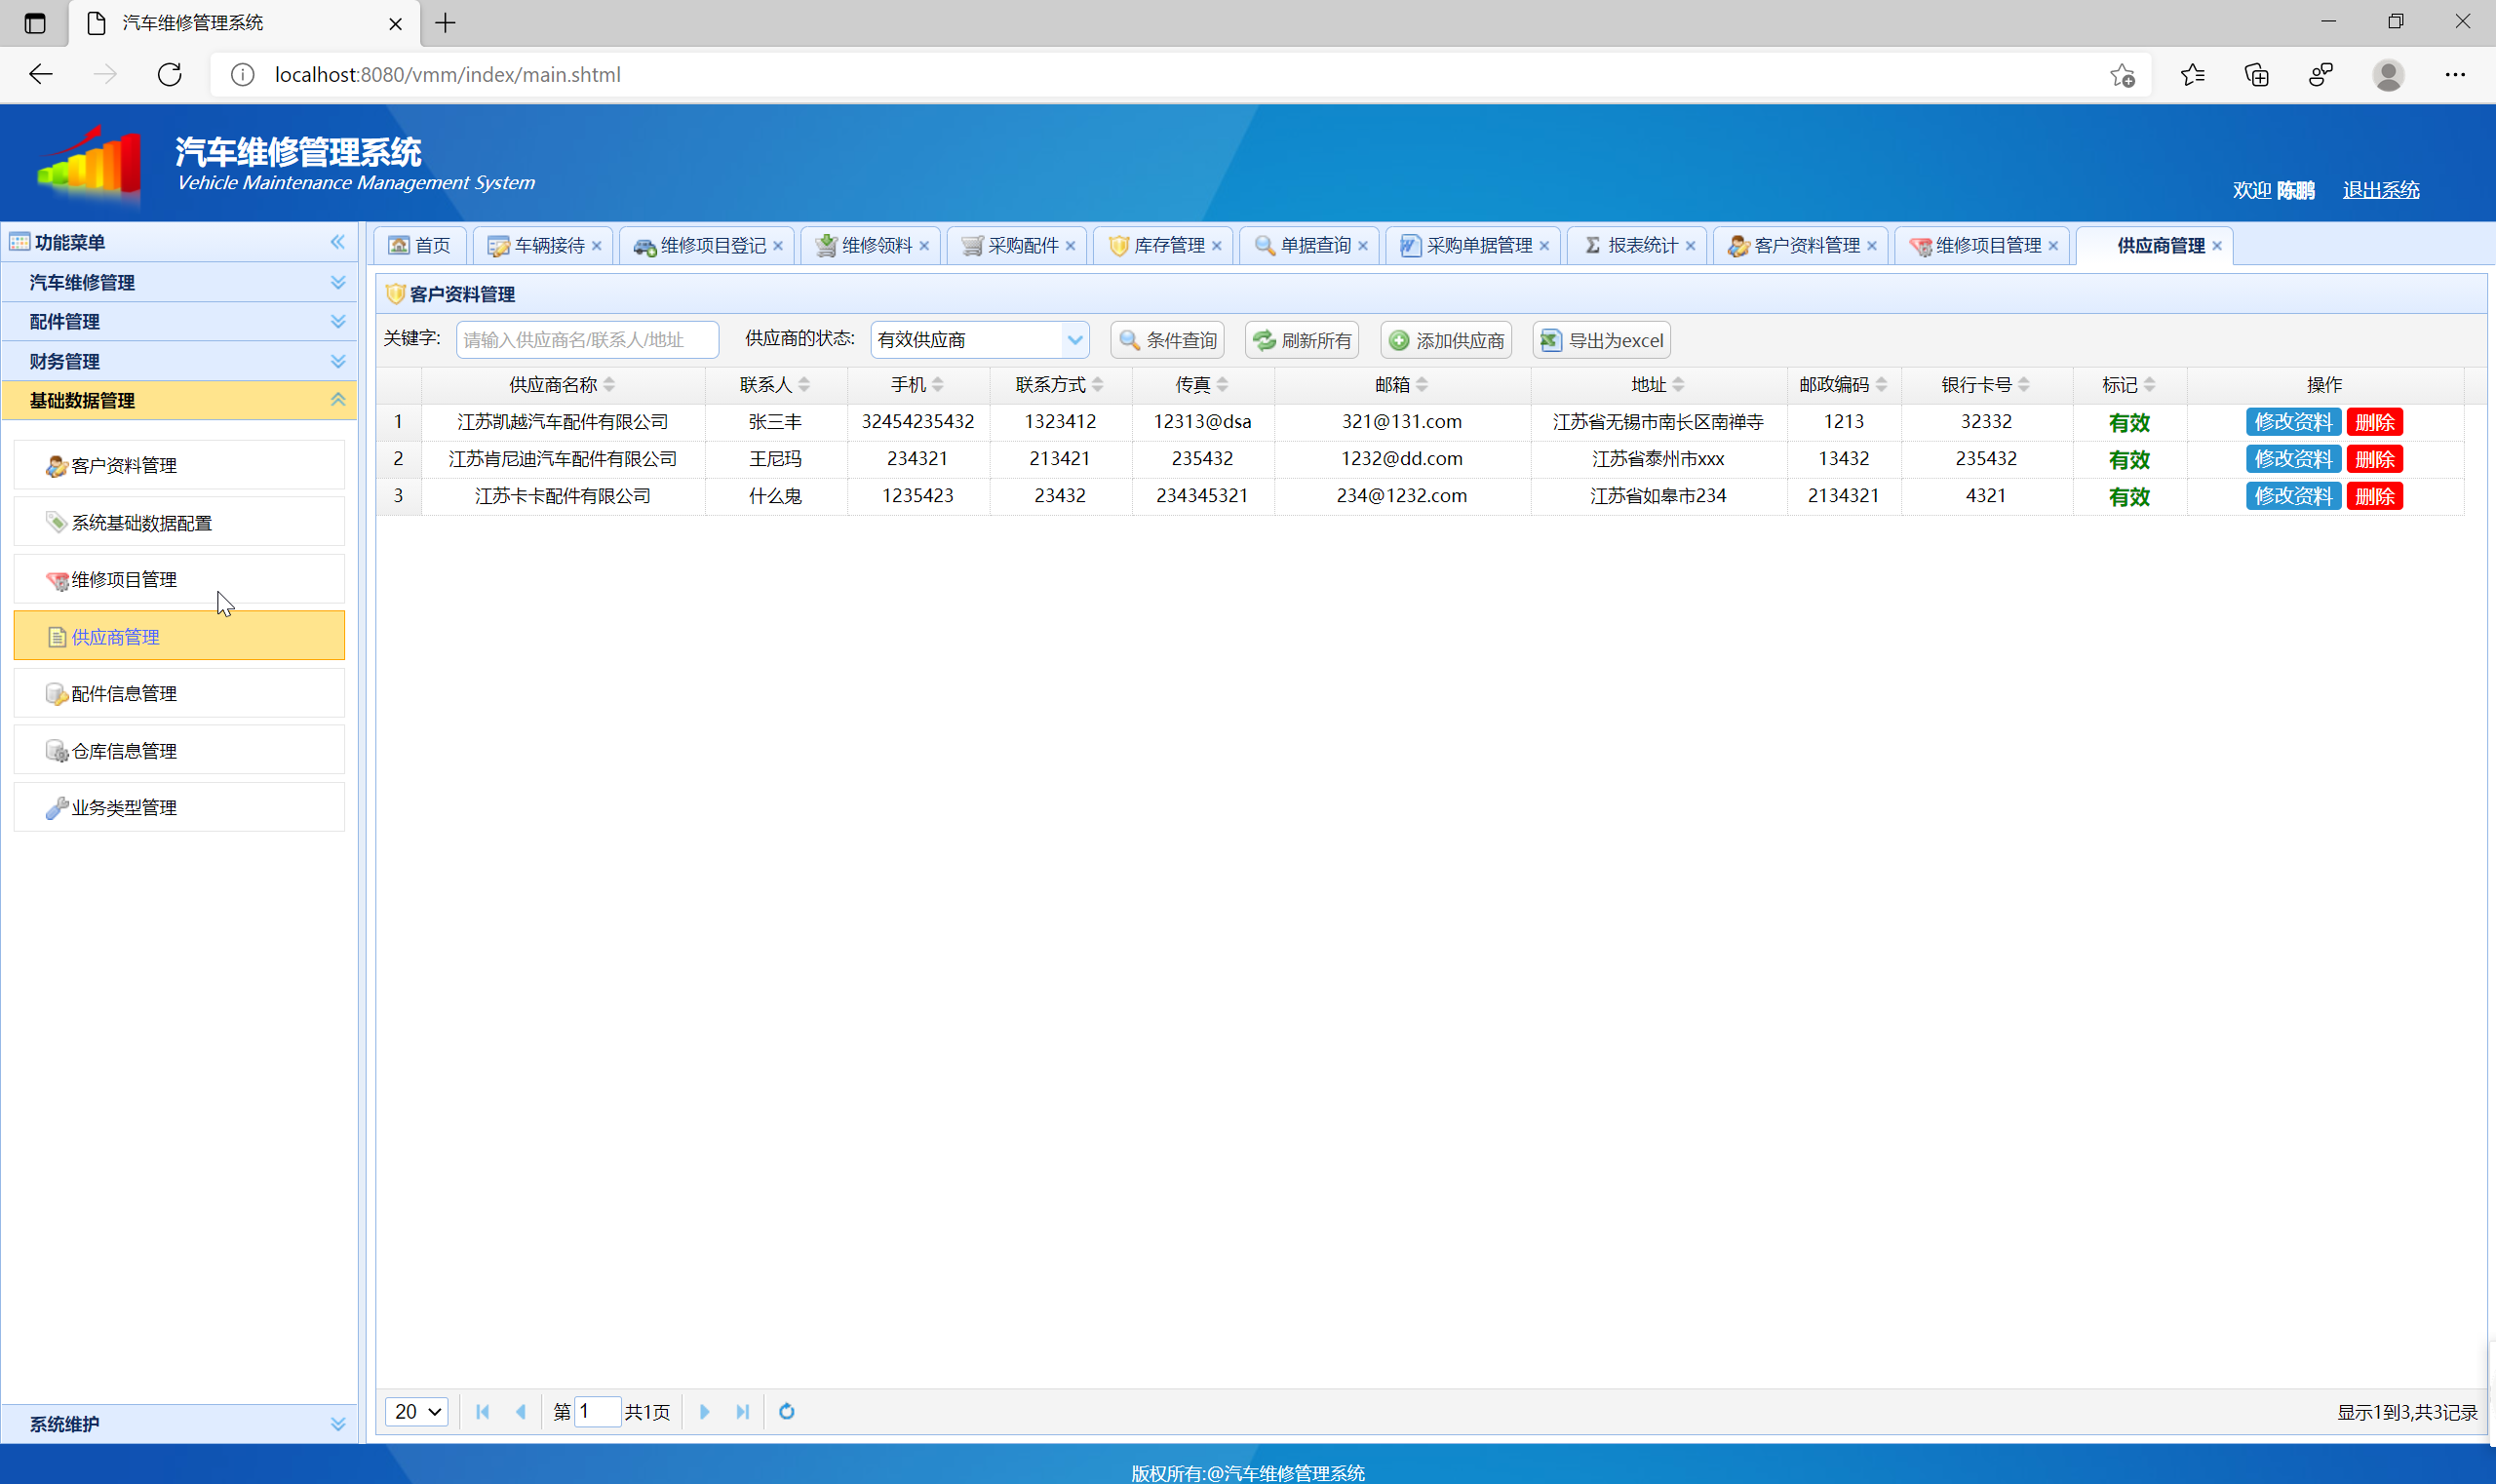 汽车维修管理系统
localhost:8080/vmm/index/main.shtml
汽车维修管理系统
Vehicle Maintenance Management System
欢迎 陈鹏 退出系统
功能菜单
汽车维修管理
配件管理
财务管理
基础数据管理
客户资料管理
系统基础数据配置
维修项目管理
供应商管理
配件信息管理
仓库信息管理
业务类型管理
系统维护
首页 车辆接待 维修项目登记 维修领料 采购配件 库存管理 单据查询 采购单据管理 报表统计 客户资料管理 维修项目管理 供应商管理
客户资料管理
关键字: 请输入供应商名/联系人/地址 供应商的状态: 有效供应商 条件查询 刷新所有 添加供应商 导出为excel
供应商名称 联系人 手机 联系方式 传真 邮箱 地址 邮政编码 银行卡号 标记 操作
1 江苏凯越汽车配件有限公司 张三丰 32454235432 1323412 12313@dsa 321@131.com 江苏省无锡市南长区南禅寺 1213 32332 有效 修改资料 删除
2 江苏肯尼迪汽车配件有限公司 王尼玛 234321 213421 235432 1232@dd.com 江苏省泰州市xxx 13432 235432 有效 修改资料 删除
3 江苏卡卡配件有限公司 什么鬼 1235423 23432 234345321 234@1232.com 江苏省如皋市234 2134321 4321 有效 修改资料 删除
20 第 1 共1页 显示1到3,共3记录
版权所有:@汽车维修管理系统